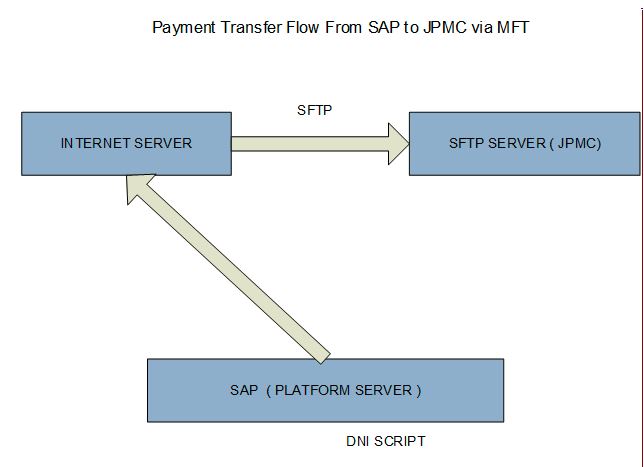 Payment Transfer Flow From SAP to JPMC via MFT
SFTP
INTERNET SERVER
SFTP SERVER ( JPMC)
SAP ( PLATFORM SERVER )
DNI SCRIPT